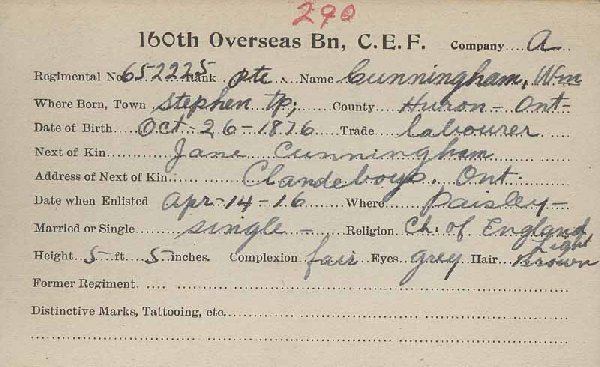 290
160th Overseas Bn, C.E.F. Company A
Regimental No. 652225 Rank Pte. Name Cunningham, Wm
Where Born, Town Stephen Tp; County Huron - Ont-
Date of Birth Oct-26-1876 Trade labourer
Next of Kin Jane Cunningham
Address of Next of Kin Clandeboye. Ont
Date when Enlisted Apr-14-16 Where Paisley-
Married or Single single - Religion Ch. of England
Height 5 ft. 5 inches. Complexion fair Eyes grey Hair Light Brown
Former Regiment
Distinctive Marks, Tattooing, etc.